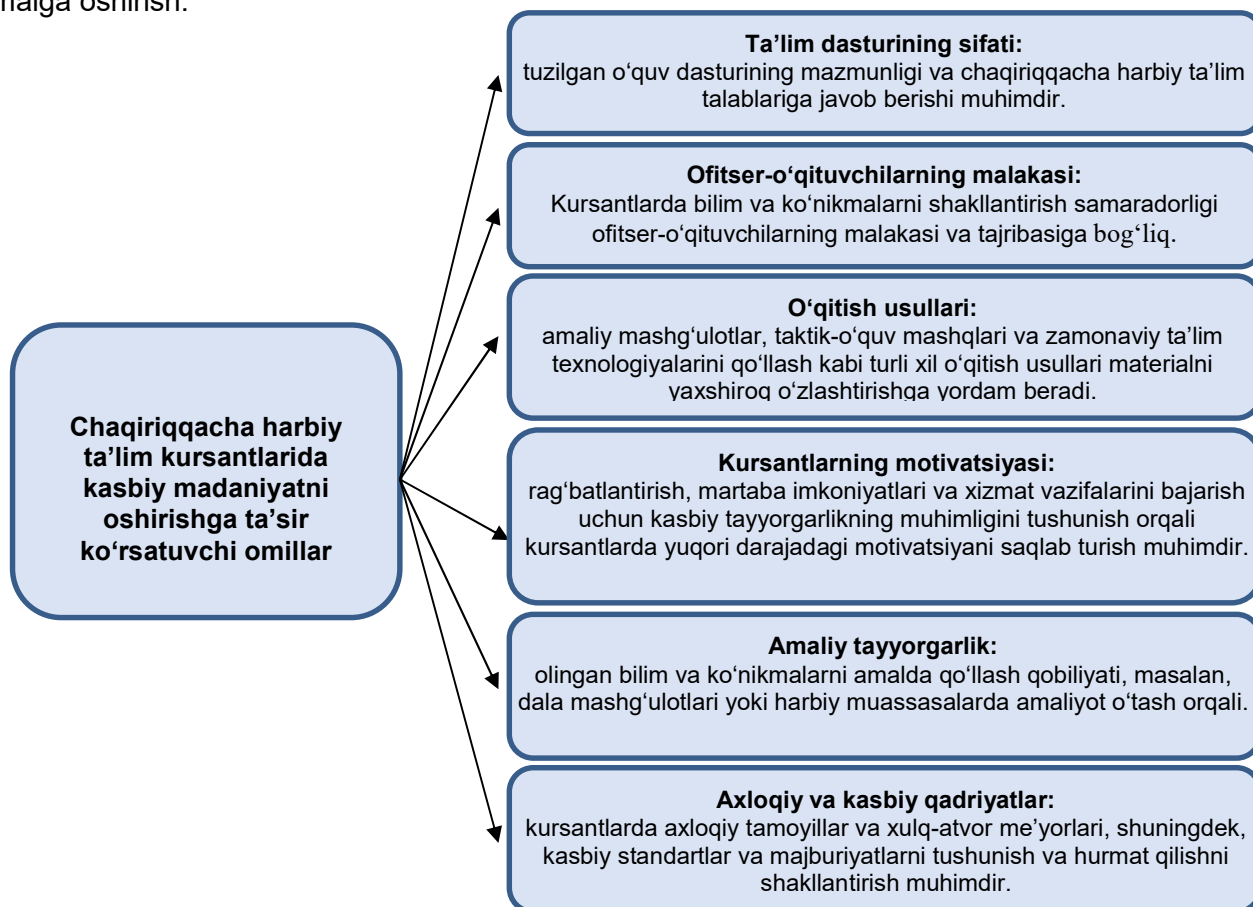 malga oshirish.
Ta’lim dasturining sifati:
tuzilgan o‘quv dasturining mazmunligi va chaqiriqqacha harbiy ta’lim
talablariga javob berishi muhimdir.
Ofitser-o‘qituvchilarning malakasi:
Kursantlarda bilim va ko‘nikmalarni shakllantirish samaradorligi
ofitser-o‘qituvchilarning malakasi va tajribasiga bog‘liq.
O‘qitish usullari:
amaliy mashg‘ulotlar, taktik-o‘quv mashqlari va zamonaviy ta’lim
texnologiyalarini qo‘llash kabi turli xil o‘qitish usullari materialni
yaxshiroq o‘zlashtirishga yordam beradi.
Chaqiriqqacha harbiy
ta’lim kursantlarida
kasbiy madaniyatni
oshirishga ta’sir
ko‘rsatuvchi omillar
Kursantlarning motivatsiyasi:
rag‘batlantirish, martaba imkoniyatlari va xizmat vazifalarini bajarish
uchun kasbiy tayyorgarlikning muhimligini tushunish orqali
kursantlarda yuqori darajadagi motivatsiyani saqlab turish muhimdir.
Amaliy tayyorgarlik:
olingan bilim va ko‘nikmalarni amalda qo‘llash qobiliyati, masalan,
dala mashg‘ulotlari yoki harbiy muassasalarda amaliyot o‘tash orqali.
Axloqiy va kasbiy qadriyatlar:
kursantlarda axloqiy tamoyillar va xulq-atvor me’yorlari, shuningdek,
kasbiy standartlar va majburiyatlarni tushunish va hurmat qilishni
shakllantirish muhimdir.